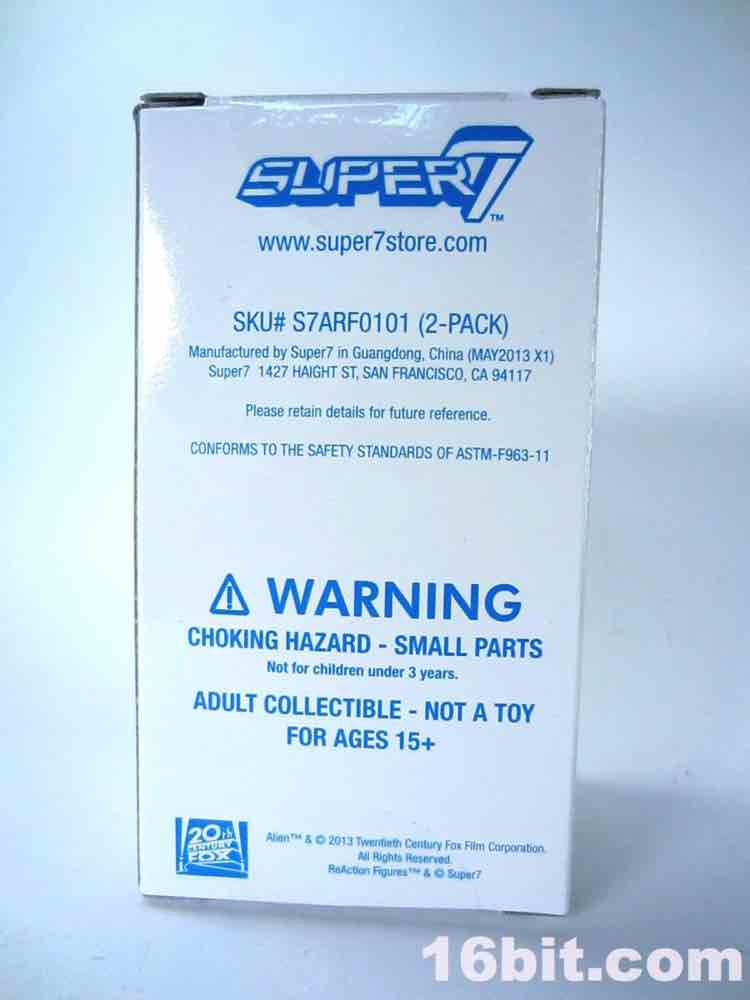 SUPER7™
www.super7store.com
SKU# S7ARF0101 (2-PACK)
Manufactured by Super7 in Guangdong, China (MAY2013 X1)
Super7 1427 HAIGHT ST, SAN FRANCISCO, CA 94117
Please retain details for future reference.
CONFORMS TO THE SAFETY STANDARDS OF ASTM-F963-11
⚠ WARNING
CHOKING HAZARD - SMALL PARTS
Not for children under 3 years.
ADULT COLLECTIBLE - NOT A TOY
FOR AGES 15+
20th
CENTURY
FOX
Alien™ & © 2013 Twentieth Century Fox Film Corporation.
All Rights Reserved.
ReAction Figures™ & © Super7
16bit.com